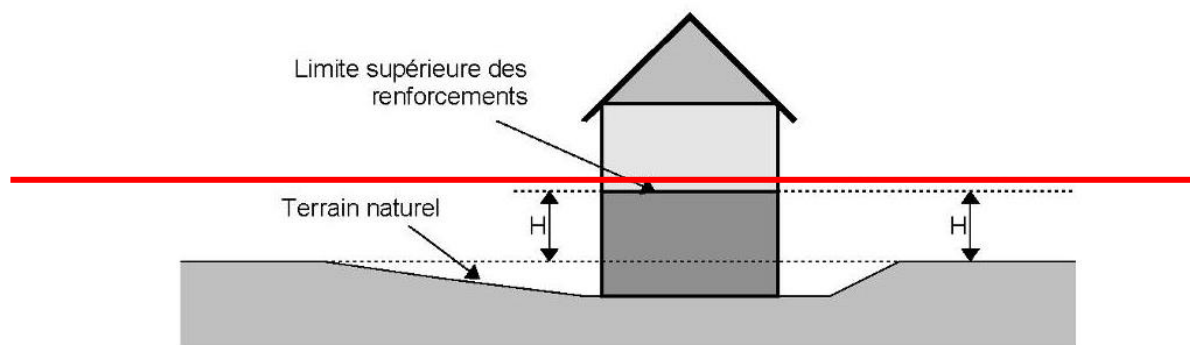 Limite supérieure des
renforcements
Terrain naturel
H
H